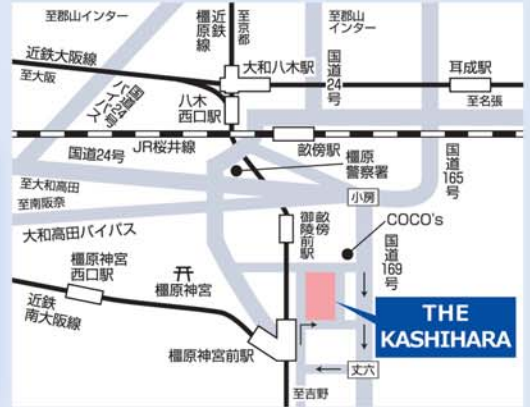 至郡山インター
近鉄橿原線
至京都
至郡山
インター
国道24号
近鉄大阪線
至大阪
大和八木駅
耳成駅
至名張
国道24号
バイパス
八木
西口駅
国道24号
JR桜井線
畝傍駅
橿原
警察署
国道165号
至大和高田
至南阪奈
小房
大和高田バイパス
畝傍
御陵前駅
COCO's
国道169号
橿原神宮
西口駅
橿原神宮
近鉄
南大阪線
THE
KASHIHARA
橿原神宮前駅
丈六
至吉野